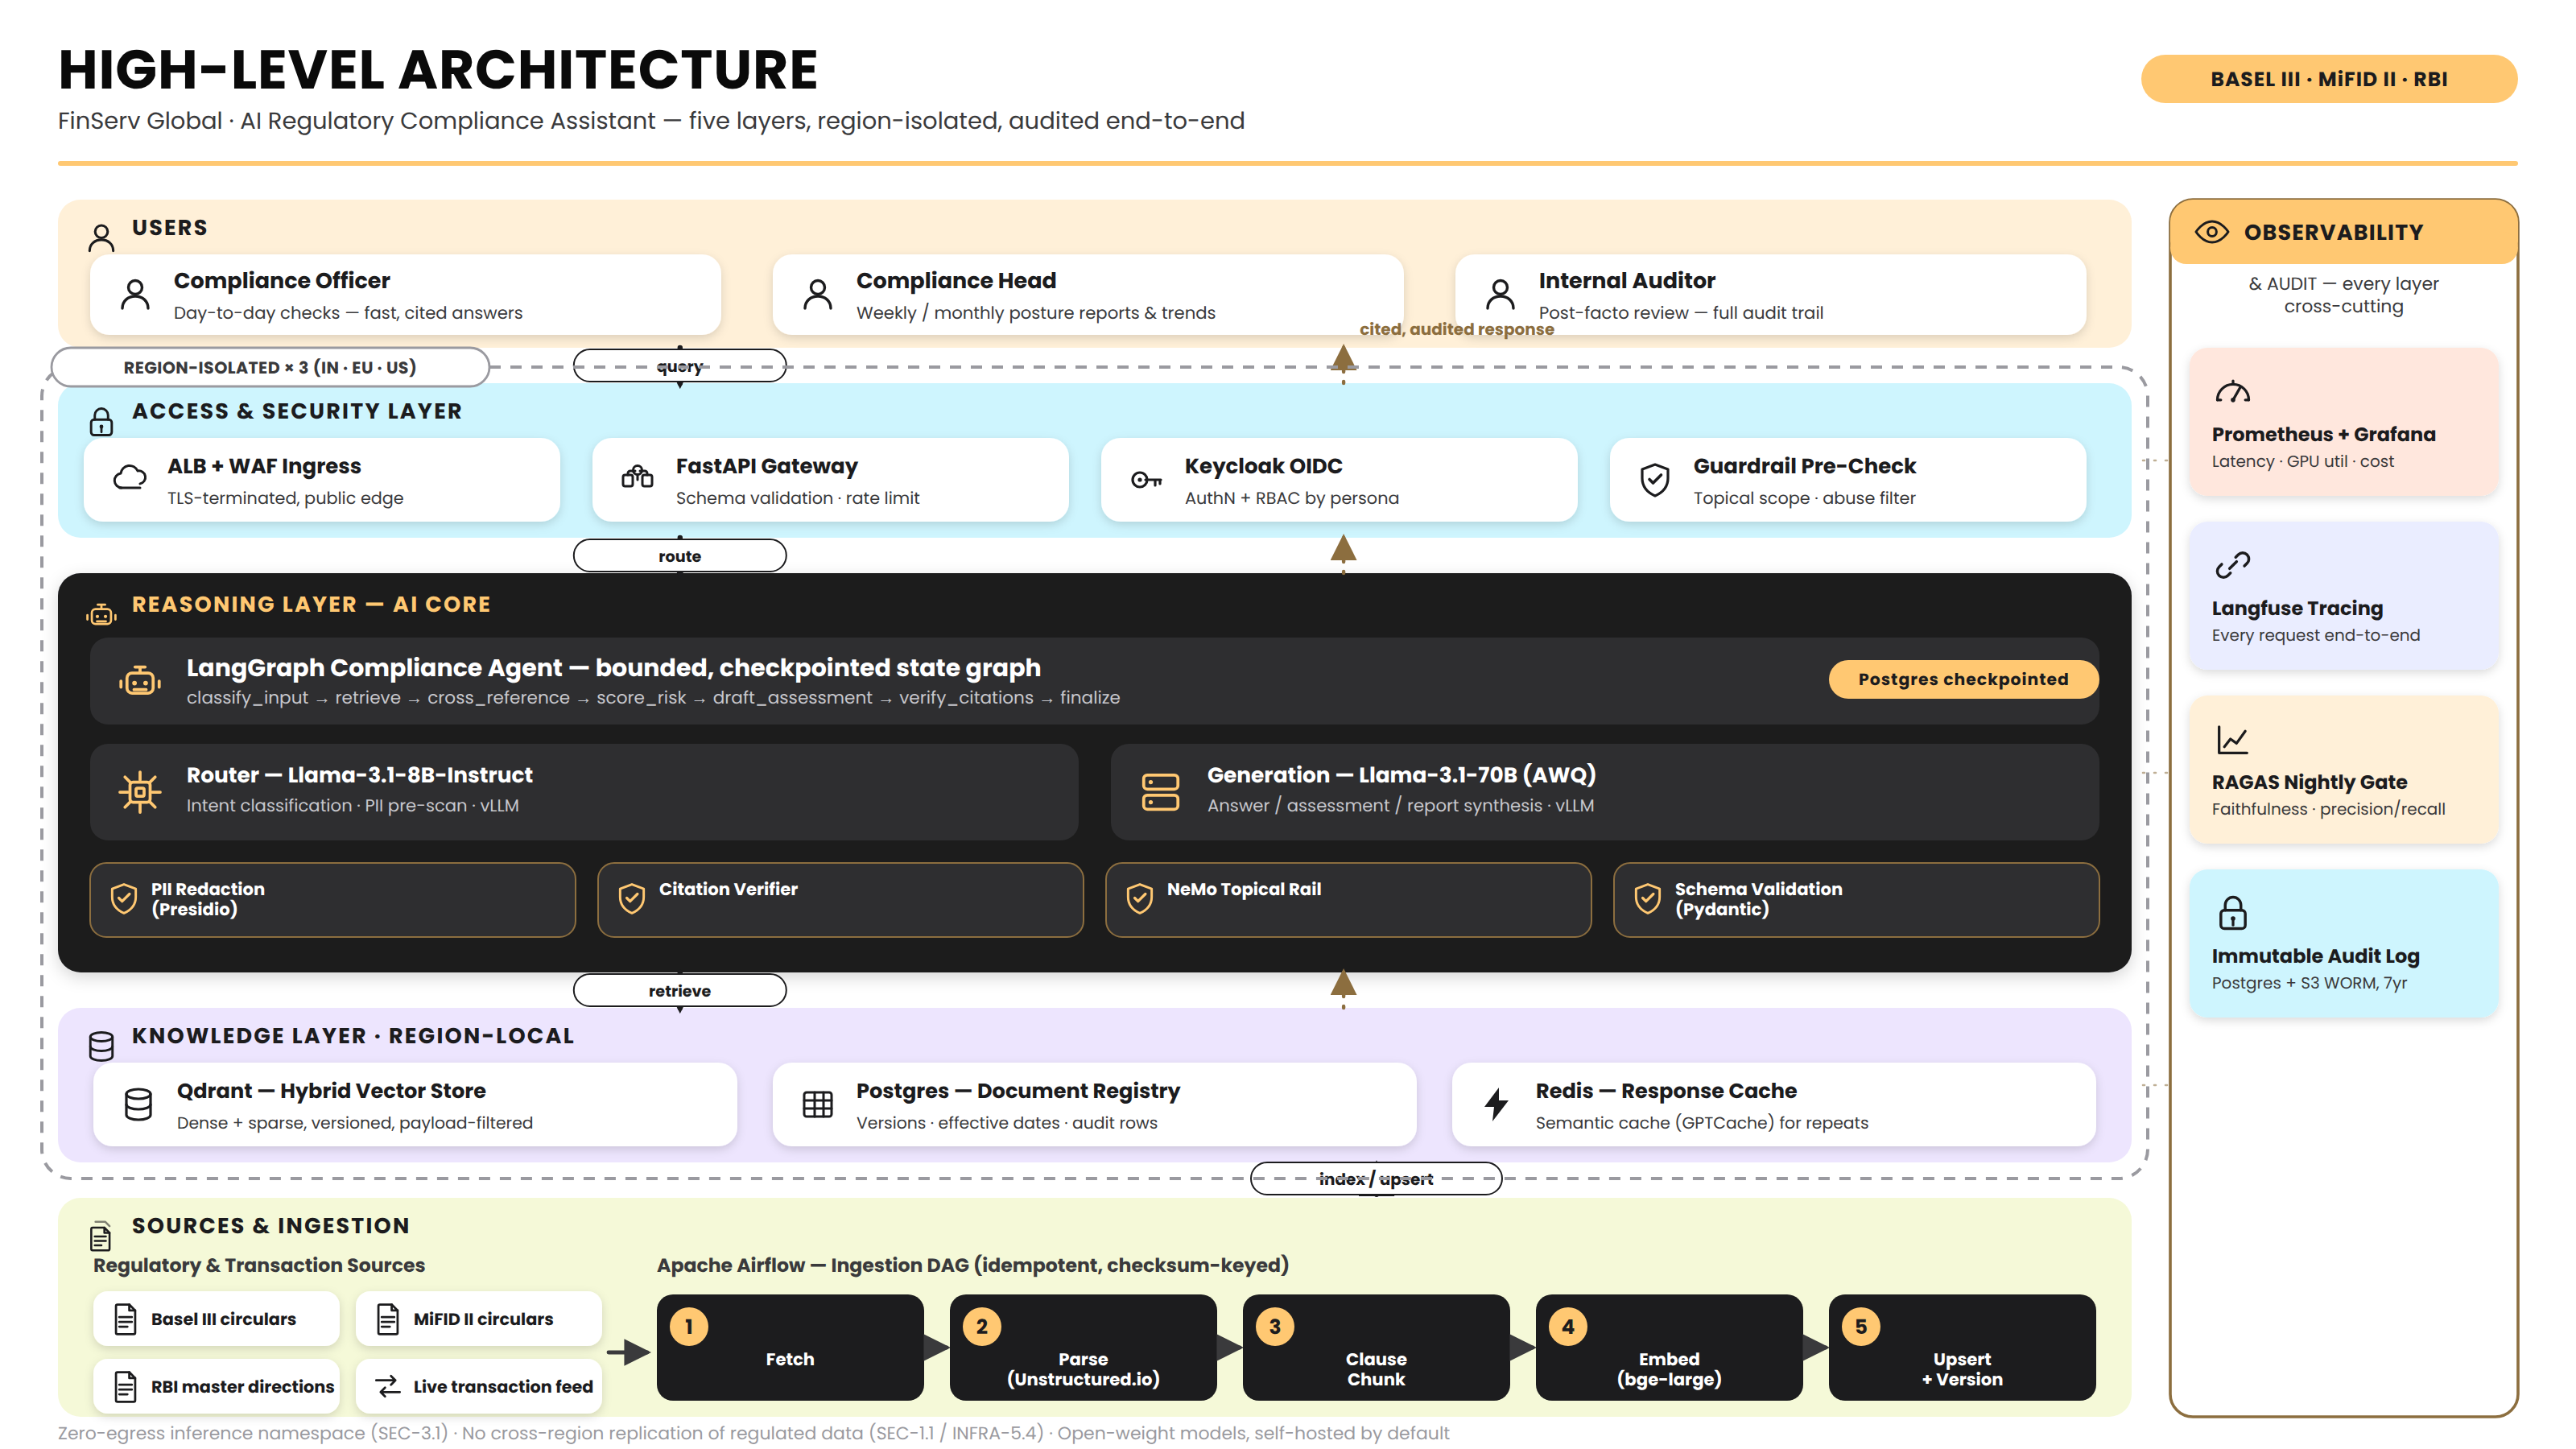 HIGH-LEVEL ARCHITECTURE
FinServ Global · AI Regulatory Compliance Assistant — five layers, region-isolated, audited end-to-end
BASEL III · MiFID II · RBI
USERS
Compliance Officer
Day-to-day checks — fast, cited answers
Compliance Head
Weekly / monthly posture reports & trends
Internal Auditor
Post-facto review — full audit trail
cited, audited response
REGION-ISOLATED × 3 (IN · EU · US)
query
ACCESS & SECURITY LAYER
ALB + WAF Ingress
TLS-terminated, public edge
FastAPI Gateway
Schema validation · rate limit
Keycloak OIDC
AuthN + RBAC by persona
Guardrail Pre-Check
Topical scope · abuse filter
route
REASONING LAYER — AI CORE
LangGraph Compliance Agent — bounded, checkpointed state graph
classify_input → retrieve → cross_reference → score_risk → draft_assessment → verify_citations → finalize
Postgres checkpointed
Router — Llama-3.1-8B-Instruct
Intent classification · PII pre-scan · vLLM
Generation — Llama-3.1-70B (AWQ)
Answer / assessment / report synthesis · vLLM
PII Redaction
(Presidio)
Citation Verifier
NeMo Topical Rail
Schema Validation
(Pydantic)
retrieve
KNOWLEDGE LAYER · REGION-LOCAL
Qdrant — Hybrid Vector Store
Dense + sparse, versioned, payload-filtered
Postgres — Document Registry
Versions · effective dates · audit rows
Redis — Response Cache
Semantic cache (GPTCache) for repeats
index / upsert
SOURCES & INGESTION
Regulatory & Transaction Sources
Basel III circulars
MiFID II circulars
RBI master directions
Live transaction feed
Apache Airflow — Ingestion DAG (idempotent, checksum-keyed)
1
Fetch
2
Parse
(Unstructured.io)
3
Clause
Chunk
4
Embed
(bge-large)
5
Upsert
+ Version
OBSERVABILITY
& AUDIT — every layer
cross-cutting
Prometheus + Grafana
Latency · GPU util · cost
Langfuse Tracing
Every request end-to-end
RAGAS Nightly Gate
Faithfulness · precision/recall
Immutable Audit Log
Postgres + S3 WORM, 7yr
Zero-egress inference namespace (SEC-3.1) · No cross-region replication of regulated data (SEC-1.1 / INFRA-5.4) · Open-weight models, self-hosted by default